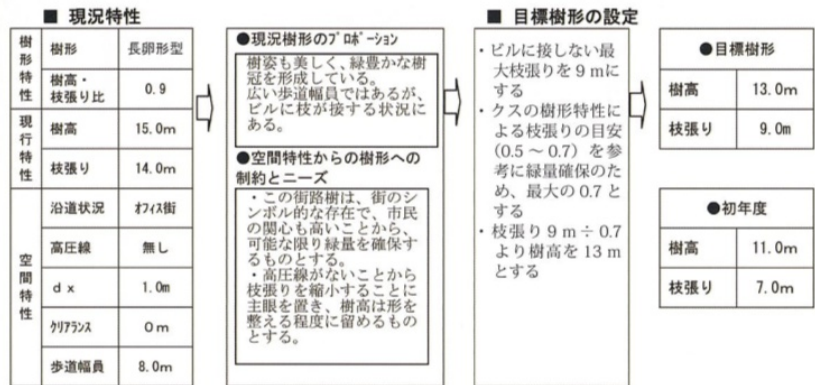 ■ 現況特性
樹形特性
樹形 長卵形型
樹高・枝張り比 0.9
現行特性
樹高 15.0m
枝張り 14.0m
空間特性
沿道状況 ｵﾌｨｽ街
高圧線 無し
ｄｘ 1.0m
ｸﾘｱﾗﾝｽ 0m
歩道幅員 8.0m
●現況樹形のﾌﾟﾛﾎﾟｰｼｮﾝ
樹姿も美しく、緑豊かな樹
冠を形成している。
広い歩道幅員ではあるが、
ビルに枝が接する状況に
ある。
●空間特性からの樹形への
制約とニーズ
・この街路樹は、街のシ
ンボル的な存在で、市民
の関心も高いことから、
可能な限り緑量を確保す
るものとする。
・高圧線がないことから
枝張りを縮小することに
主眼を置き、樹高は形を
整える程度に留めるもの
とする。
■ 目標樹形の設定
・ビルに接しない最
大枝張りを９ｍに
する
・クスの樹形特性に
よる枝張りの目安
（0.5 ～ 0.7）を参
考に緑量確保のた
め、最大の 0.7 と
する
・枝張り９ｍ÷ 0.7
より樹高を 13 ｍ
とする
●目標樹形
樹高 13.0m
枝張り 9.0m
●初年度
樹高 11.0m
枝張り 7.0m